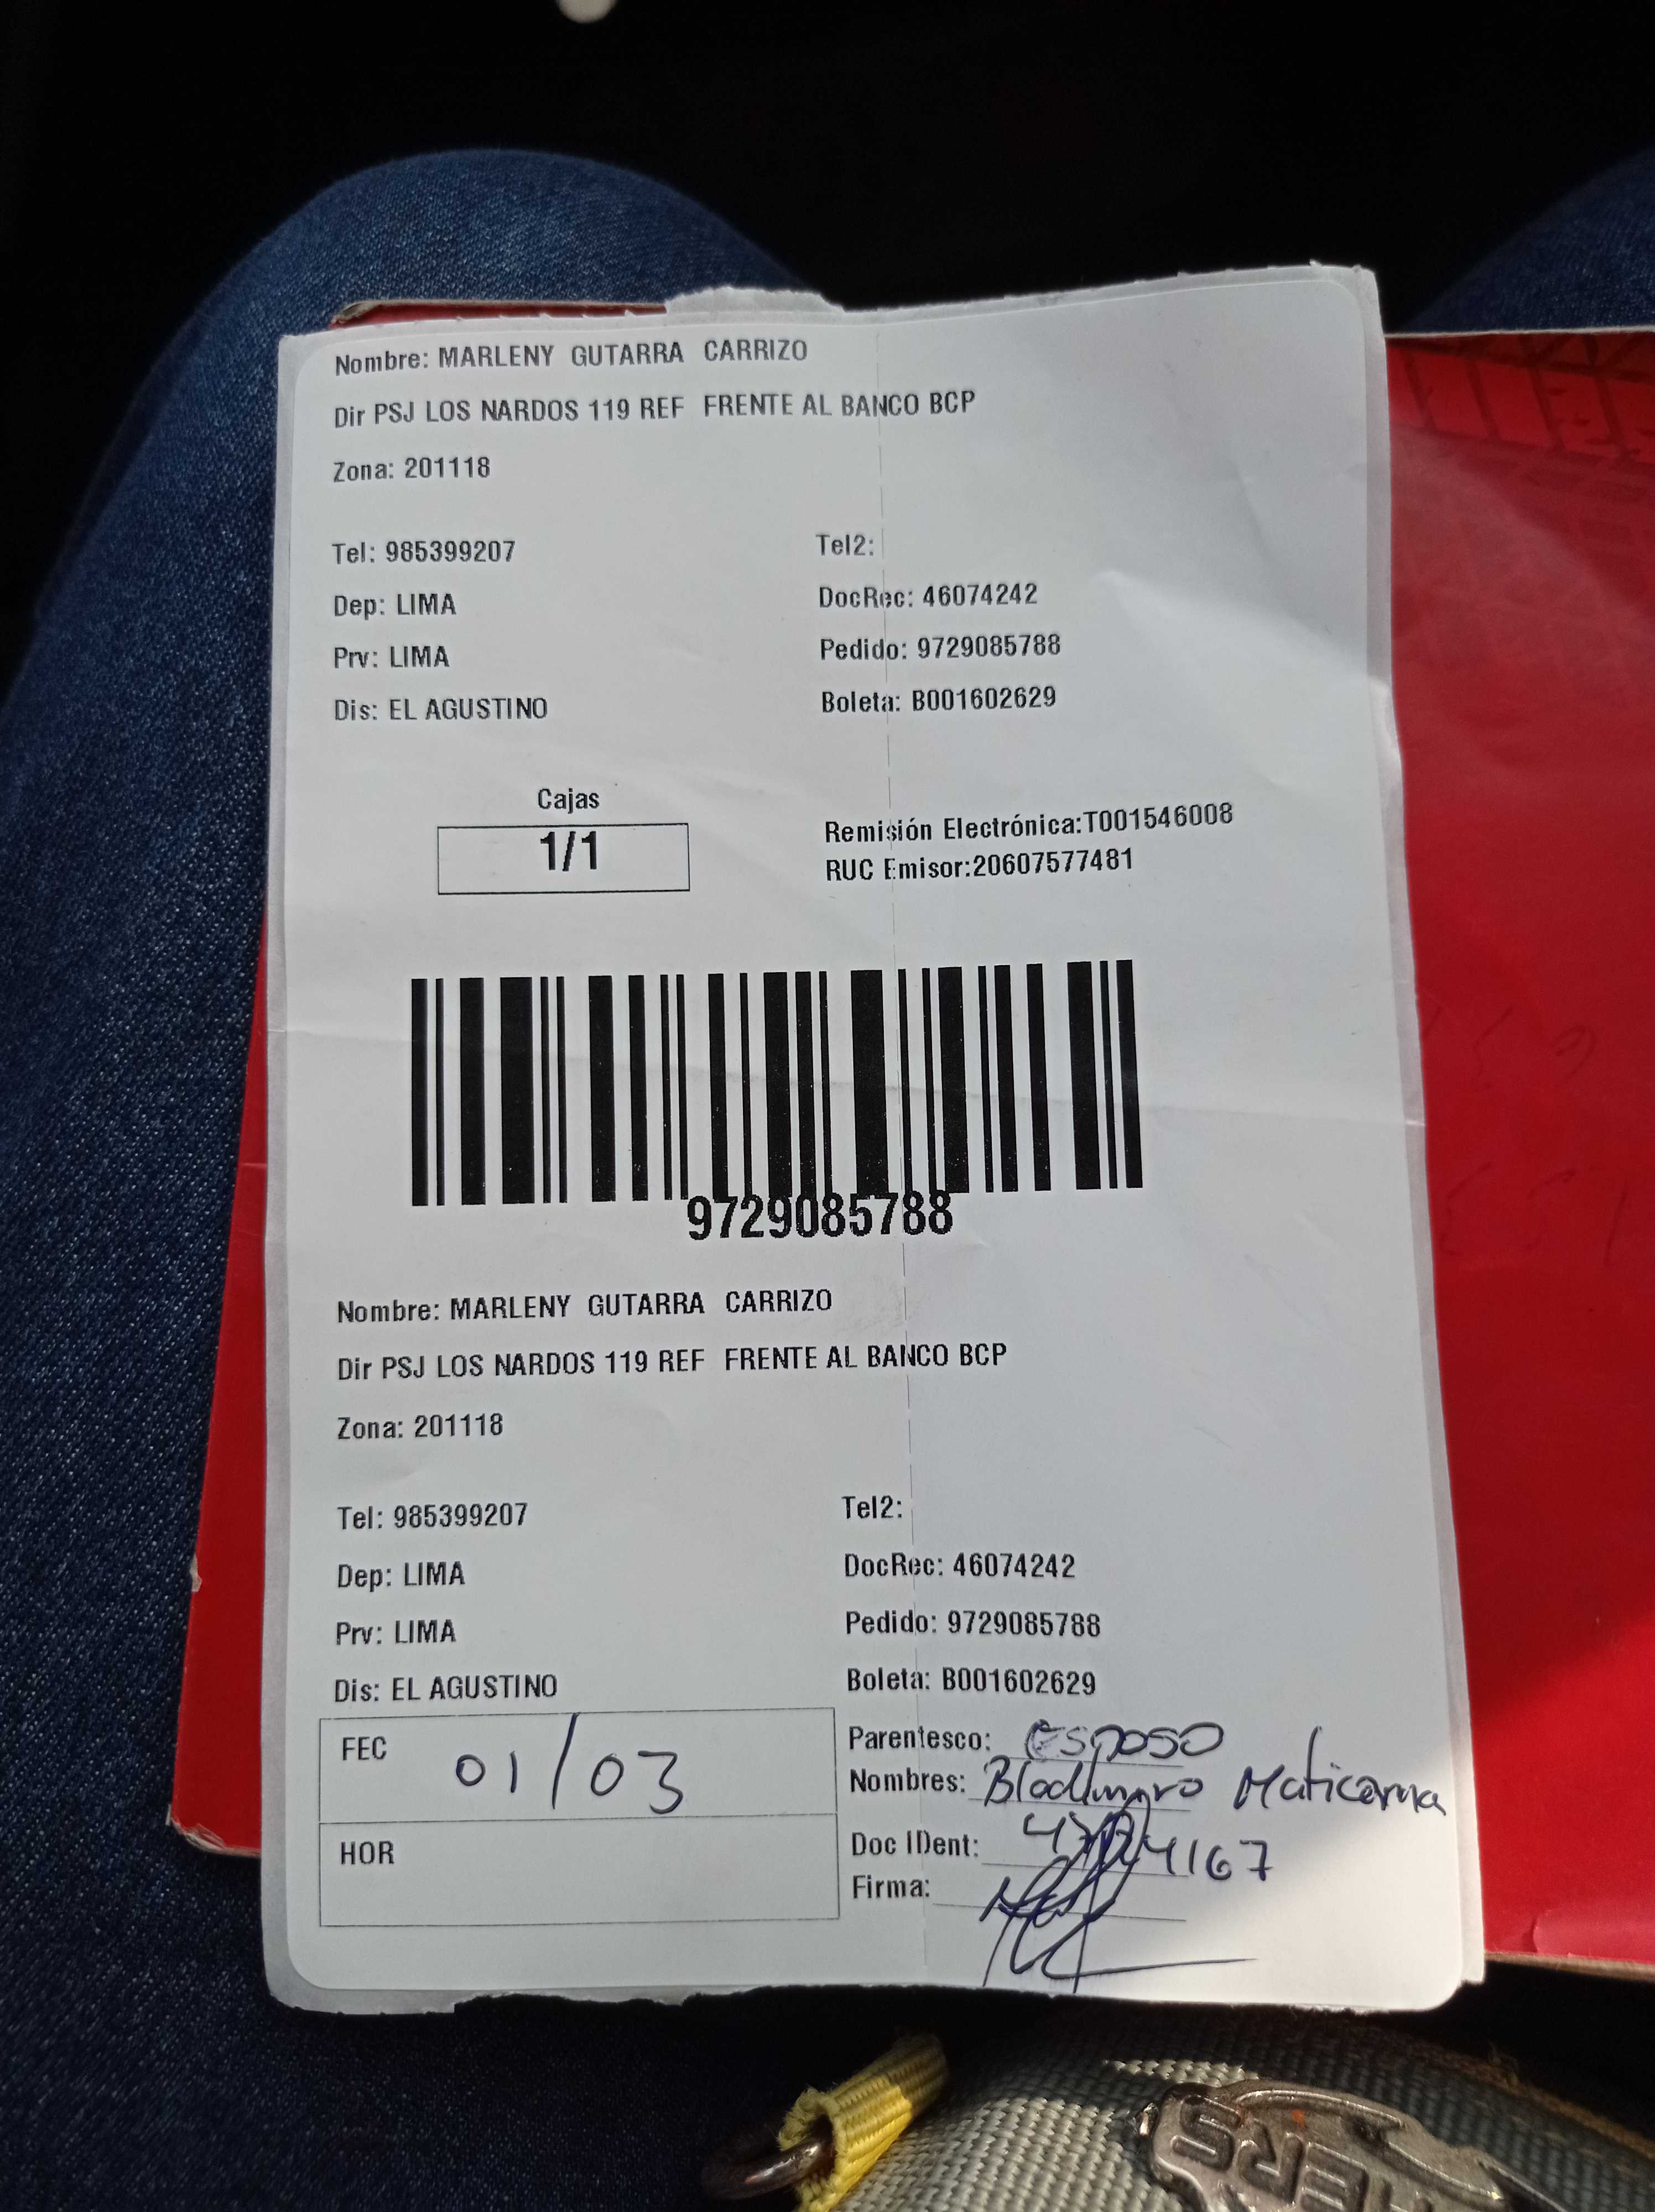 Nombre: MARLENY GUTARRA CARRIZO
Dir PSJ LOS NARDOS 119 REF FRENTE AL BANCO BCP
Zona: 201118
Tel: 985399207 Tel2:
Dep: LIMA DocRec: 46074242
Prv: LIMA Pedido: 9729085788
Dis: EL AGUSTINO Boleta: B001602629
Cajas
1/1
Remisión Electrónica:T001546008
RUC Emisor:20607577481
9729085788
Nombre: MARLENY GUTARRA CARRIZO
Dir PSJ LOS NARDOS 119 REF FRENTE AL BANCO BCP
Zona: 201118
Tel: 985399207 Tel2:
Dep: LIMA DocRec: 46074242
Prv: LIMA Pedido: 9729085788
Dis: EL AGUSTINO Boleta: B001602629
FEC 01/03
HOR
Parentesco: Esposo
Nombres:
Doc IDent:
Firma: